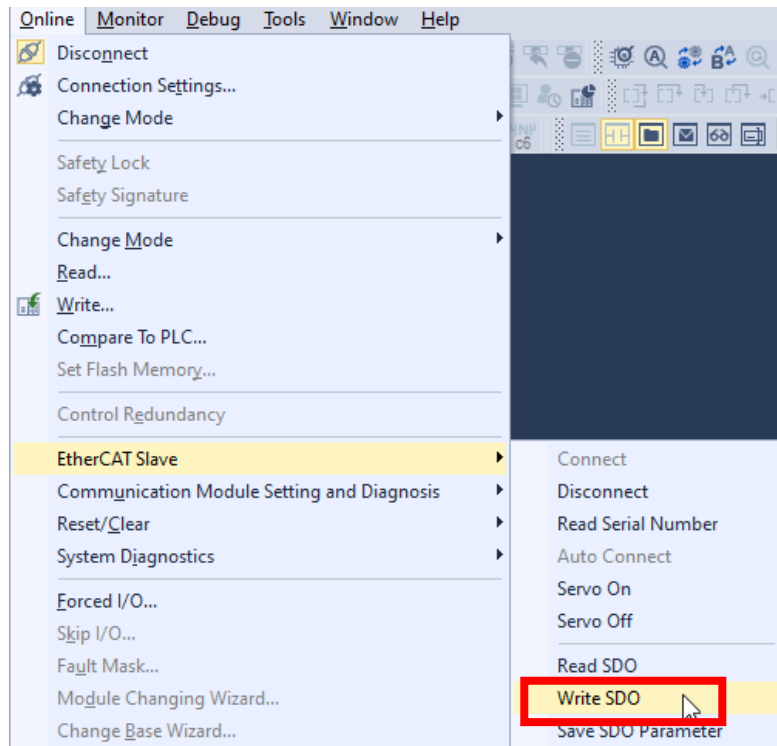 Online Monitor Debug Tools Window Help
Disconnect
Connection Settings...
Change Mode
Safety Lock
Safety Signature
Change Mode
Read...
Write...
Compare To PLC...
Set Flash Memory...
Control Redundancy
EtherCAT Slave
Communication Module Setting and Diagnosis
Reset/Clear
System Diagnostics
Forced I/O...
Skip I/O...
Fault Mask...
Module Changing Wizard...
Change Base Wizard...
Connect
Disconnect
Read Serial Number
Auto Connect
Servo On
Servo Off
Read SDO
Write SDO
Save SDO Parameter